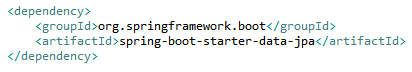 <dependency>
<groupId>org.springframework.boot</groupId>
<artifactId>spring-boot-starter-data-jpa</artifactId>
</dependency>